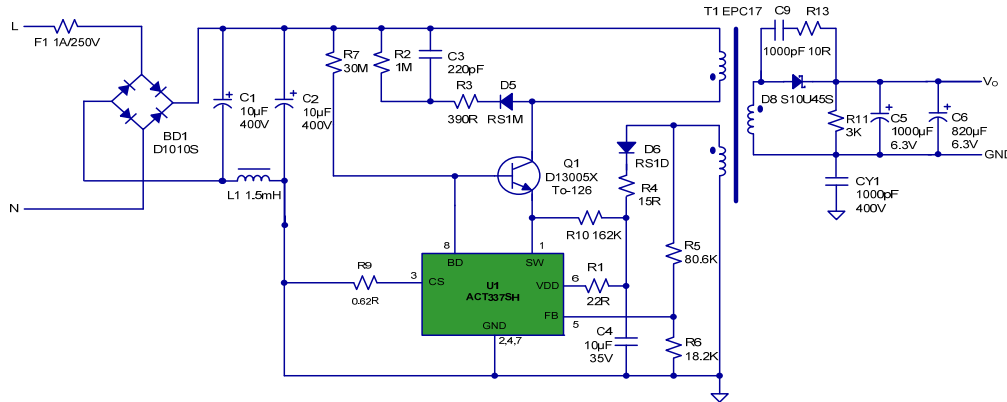 T1 EPC17
C9
R13
1000pF 10R
L
F1 1A/250V
R7
30M
R2
1M
C3
220pF
D5
RS1M
R3
390R
C1
10µF
400V
C2
10µF
400V
BD1
D1010S
L1 1.5mH
N
D8 S10U45S
Vo
R11
3K
C5
1000µF
6.3V
C6
820µF
6.3V
GND
CY1
1000pF
400V
Q1
D13005X
To-126
D6
RS1D
R4
15R
R10 162K
R5
80.6K
R9
0.62R
8
BD
1
SW
3
CS
U1
ACT337SH
VDD
6
R1
22R
FB
5
GND
2,4,7
C4
10µF
35V
R6
18.2K